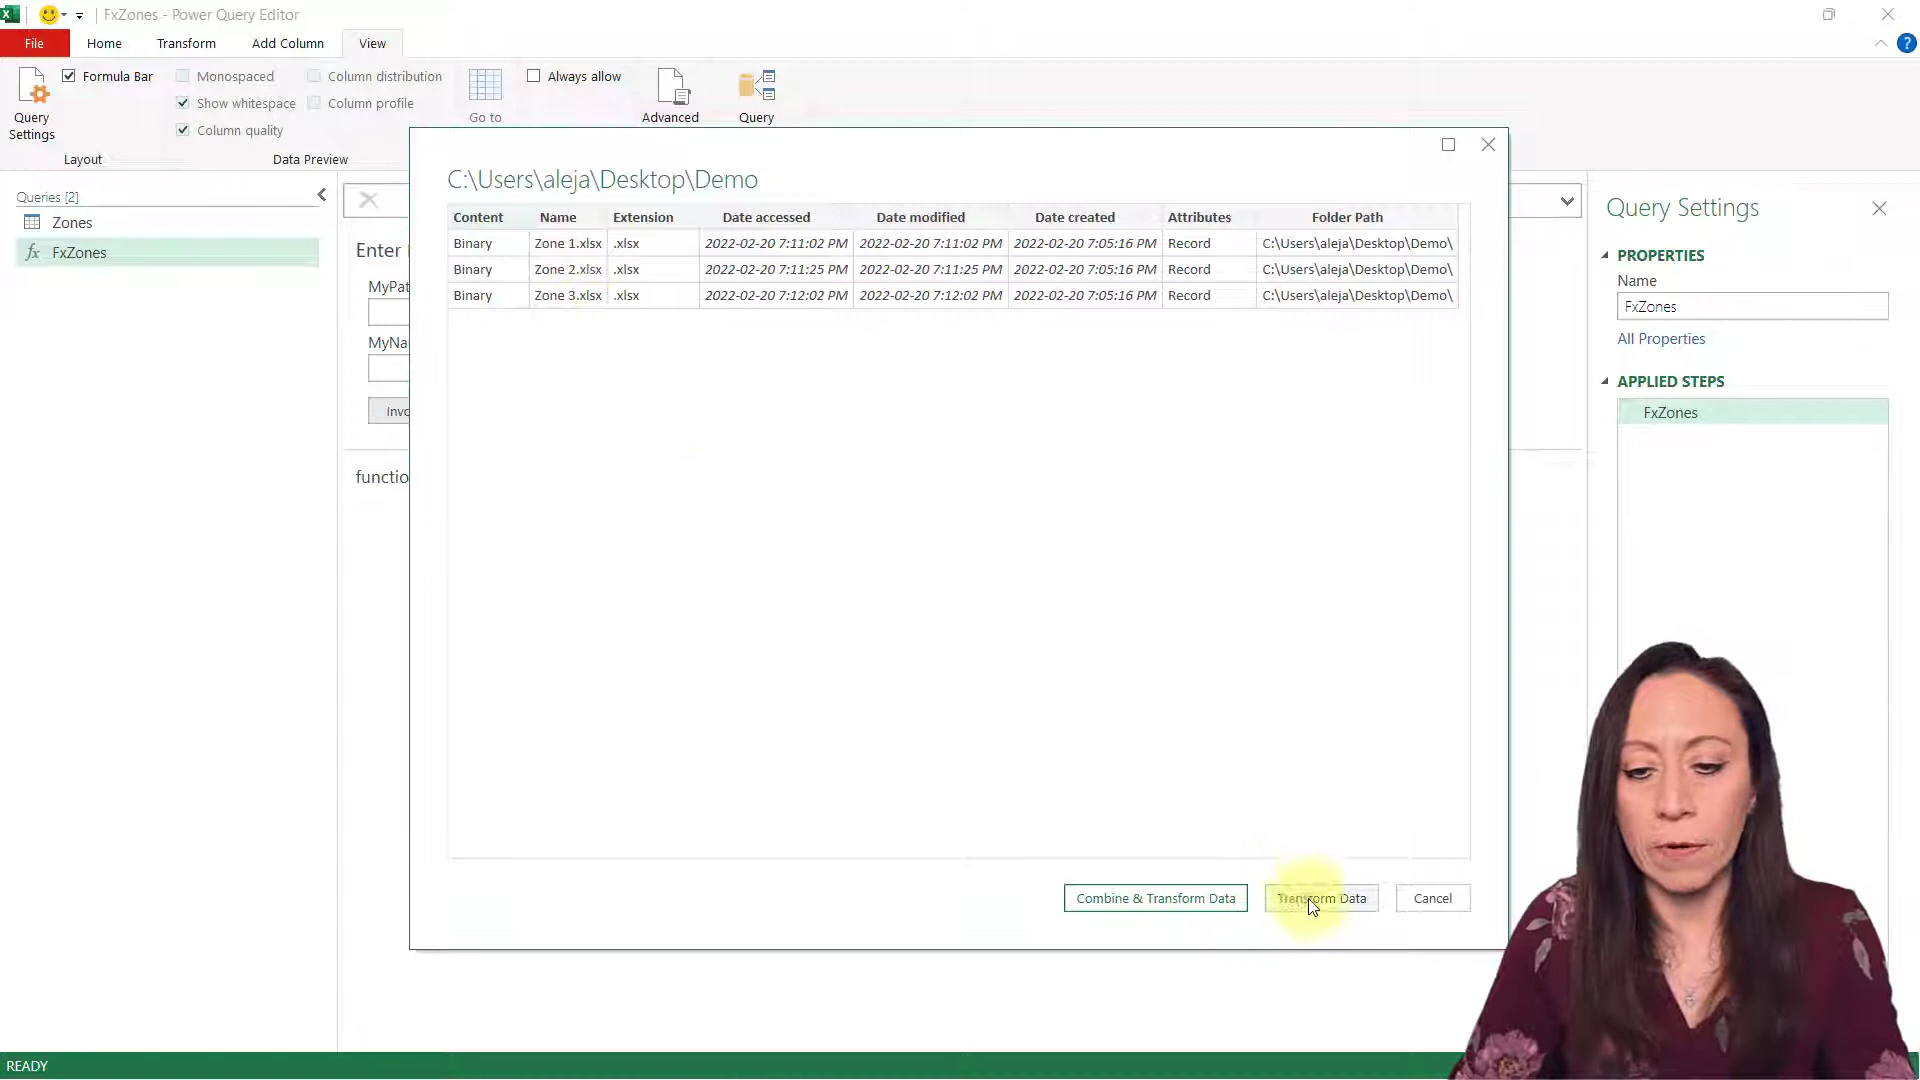 FxZones - Power Query Editor
File Home Transform Add Column View
Formula Bar
Monospaced
Column distribution
Always allow
Show whitespace
Column profile
Column quality
Query
Settings
Go to
Advanced
Query
Layout
Data Preview
Queries [2]
Zones
fx FxZones
Enter
MyPat
MyNa
Invo
functio
C:\Users\aleja\Desktop\Demo
Content Name Extension Date accessed Date modified Date created Attributes Folder Path
Binary Zone 1.xlsx .xlsx 2022-02-20 7:11:02 PM 2022-02-20 7:11:02 PM 2022-02-20 7:05:16 PM Record C:\Users\aleja\Desktop\Demo\
Binary Zone 2.xlsx .xlsx 2022-02-20 7:11:25 PM 2022-02-20 7:11:25 PM 2022-02-20 7:05:16 PM Record C:\Users\aleja\Desktop\Demo\
Binary Zone 3.xlsx .xlsx 2022-02-20 7:12:02 PM 2022-02-20 7:12:02 PM 2022-02-20 7:05:16 PM Record C:\Users\aleja\Desktop\Demo\
Combine & Transform Data
Transform Data
Cancel
Query Settings
PROPERTIES
Name
FxZones
All Properties
APPLIED STEPS
FxZones
READY